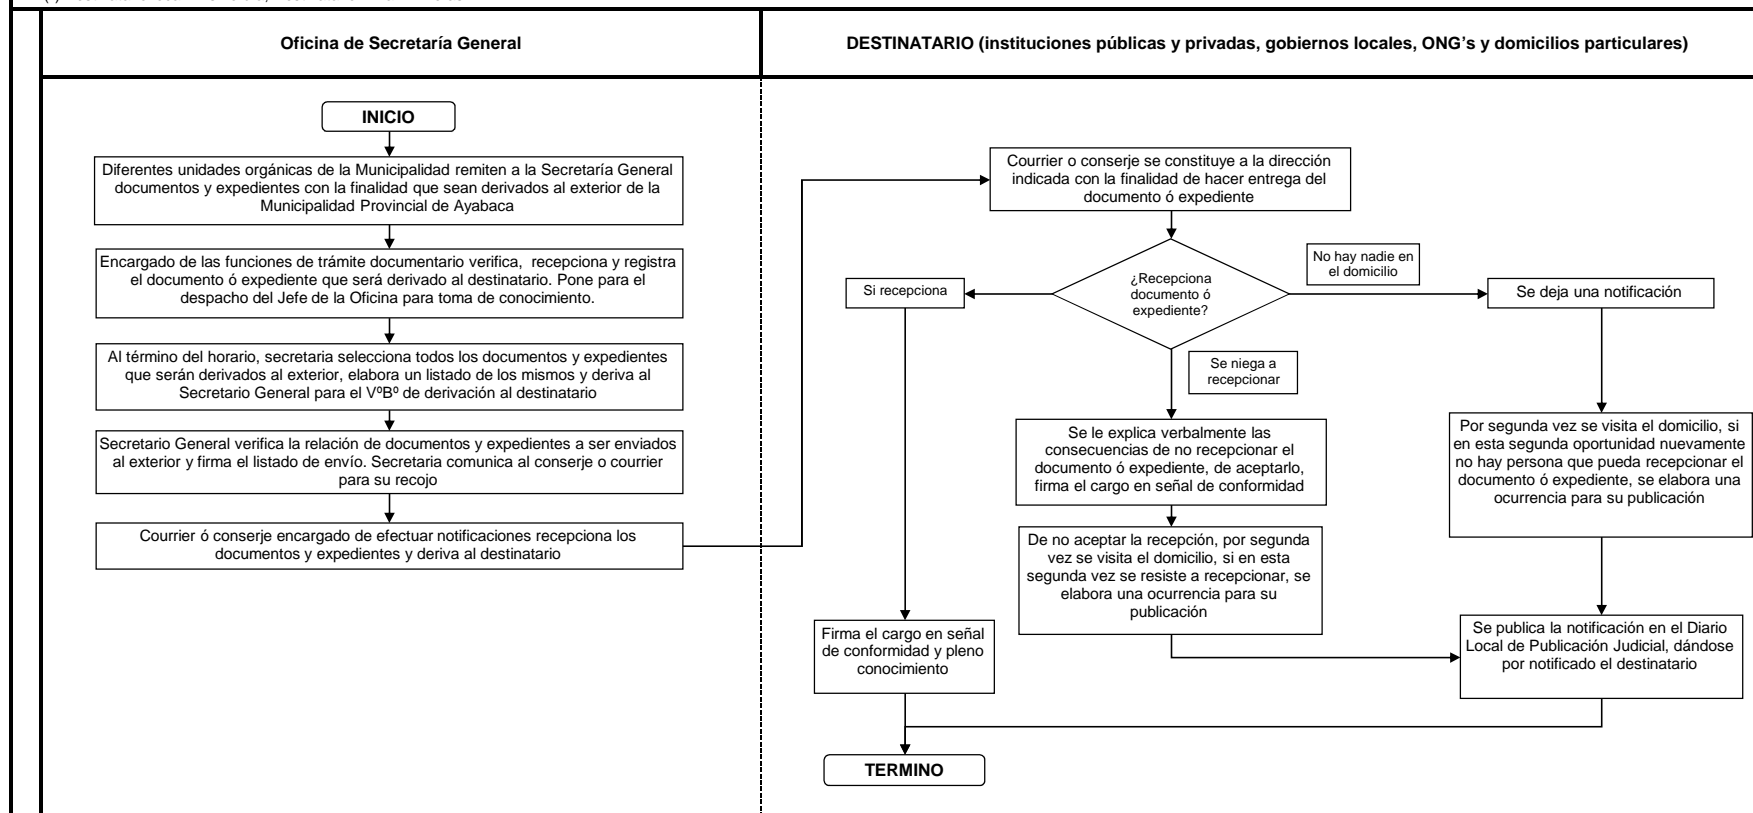 Oficina de Secretaría General
DESTINATARIO (instituciones públicas y privadas, gobiernos locales, ONG's y domicilios particulares)
INICIO
Diferentes unidades orgánicas de la Municipalidad remiten a la Secretaría General
documentos y expedientes con la finalidad que sean derivados al exterior de la
Municipalidad Provincial de Ayabaca
Encargado de las funciones de trámite documentario verifica, recepciona y registra
el documento ó expediente que será derivado al destinatario. Pone para el
despacho del Jefe de la Oficina para toma de conocimiento.
Al término del horario, secretaria selecciona todos los documentos y expedientes
que serán derivados al exterior, elabora un listado de los mismos y deriva al
Secretario General para el VºBº de derivación al destinatario
Secretario General verifica la relación de documentos y expedientes a ser enviados
al exterior y firma el listado de envío. Secretaria comunica al conserje o courrier
para su recojo
Courrier ó conserje encargado de efectuar notificaciones recepciona los
documentos y expedientes y deriva al destinatario
Courrier o conserje se constituye a la dirección
indicada con la finalidad de hacer entrega del
documento ó expediente
¿Recepciona
documento ó
expediente?
No hay nadie en
el domicilio
Si recepciona
Se deja una notificación
Se niega a
recepcionar
Se le explica verbalmente las
consecuencias de no recepcionar el
documento ó expediente, de aceptarlo,
firma el cargo en señal de conformidad
Por segunda vez se visita el domicilio, si
en esta segunda oportunidad nuevamente
no hay persona que pueda recepcionar el
documento ó expediente, se elabora una
ocurrencia para su publicación
De no aceptar la recepción, por segunda
vez se visita el domicilio, si en esta
segunda vez se resiste a recepcionar, se
elabora una ocurrencia para su
publicación
Firma el cargo en señal
de conformidad y pleno
conocimiento
Se publica la notificación en el Diario
Local de Publicación Judicial, dándose
por notificado el destinatario
TERMINO